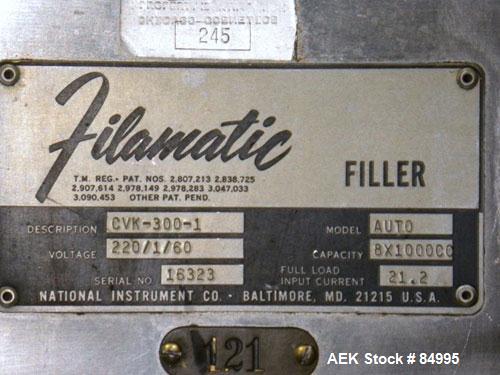 CHICAGO COSMETICS
245
Filamatic
T.M. REG. • PAT. NOS. 2,807,213 2,838,725
2,907,614 2,978,149 2,978,283 3,047,033
3,090,453 OTHER PAT. PEND.
FILLER
DESCRIPTION CVK-300-1 MODEL AUTO
VOLTAGE 220/1/60 CAPACITY 8X1000CC
SERIAL NO 16323 FULL LOAD INPUT CURRENT 21.2
NATIONAL INSTRUMENT CO. • BALTIMORE, MD. 21215 U.S.A.
121
AEK Stock # 84995